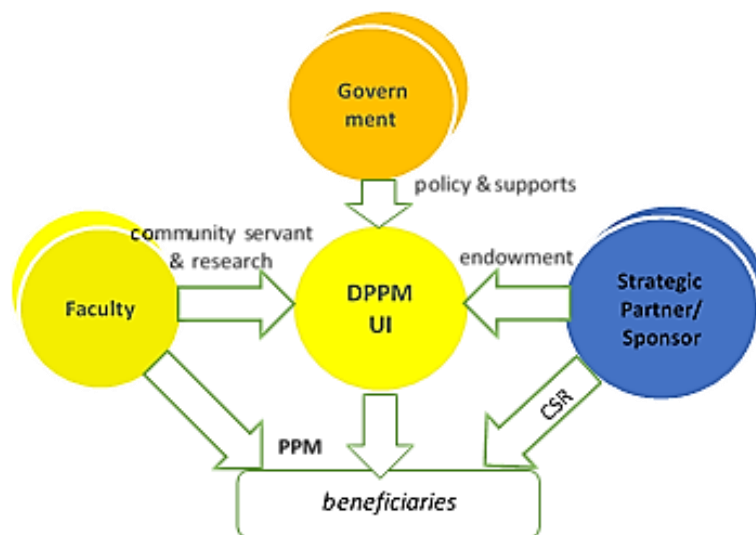 Govern
ment
policy & supports
community servant
& research
endowment
Faculty
DPPM
UI
Strategic
Partner/
Sponsor
CSR
PPM
beneficiaries